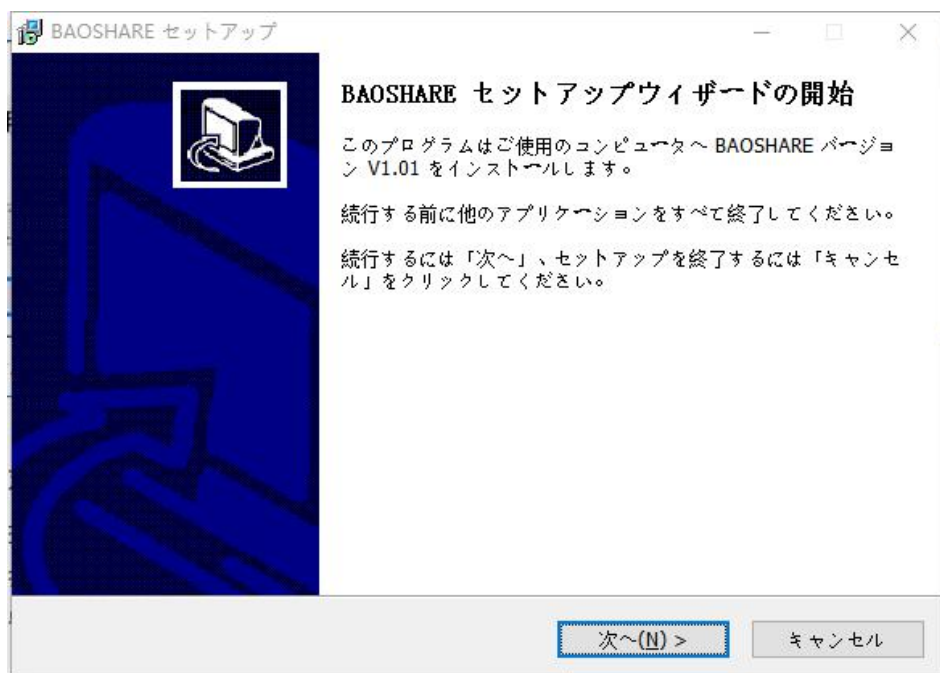 BAOSHARE セットアップ
BAOSHARE セットアップウィザードの開始
このプログラムはご使用のコンピュータへ BAOSHARE バージョ
ン V1.01 をインストールします。
続行する前に他のアプリケーションをすべて終了してください。
続行するには「次へ」、セットアップを終了するには「キャンセ
ル」をクリックしてください。
次へ(N) >
キャンセル